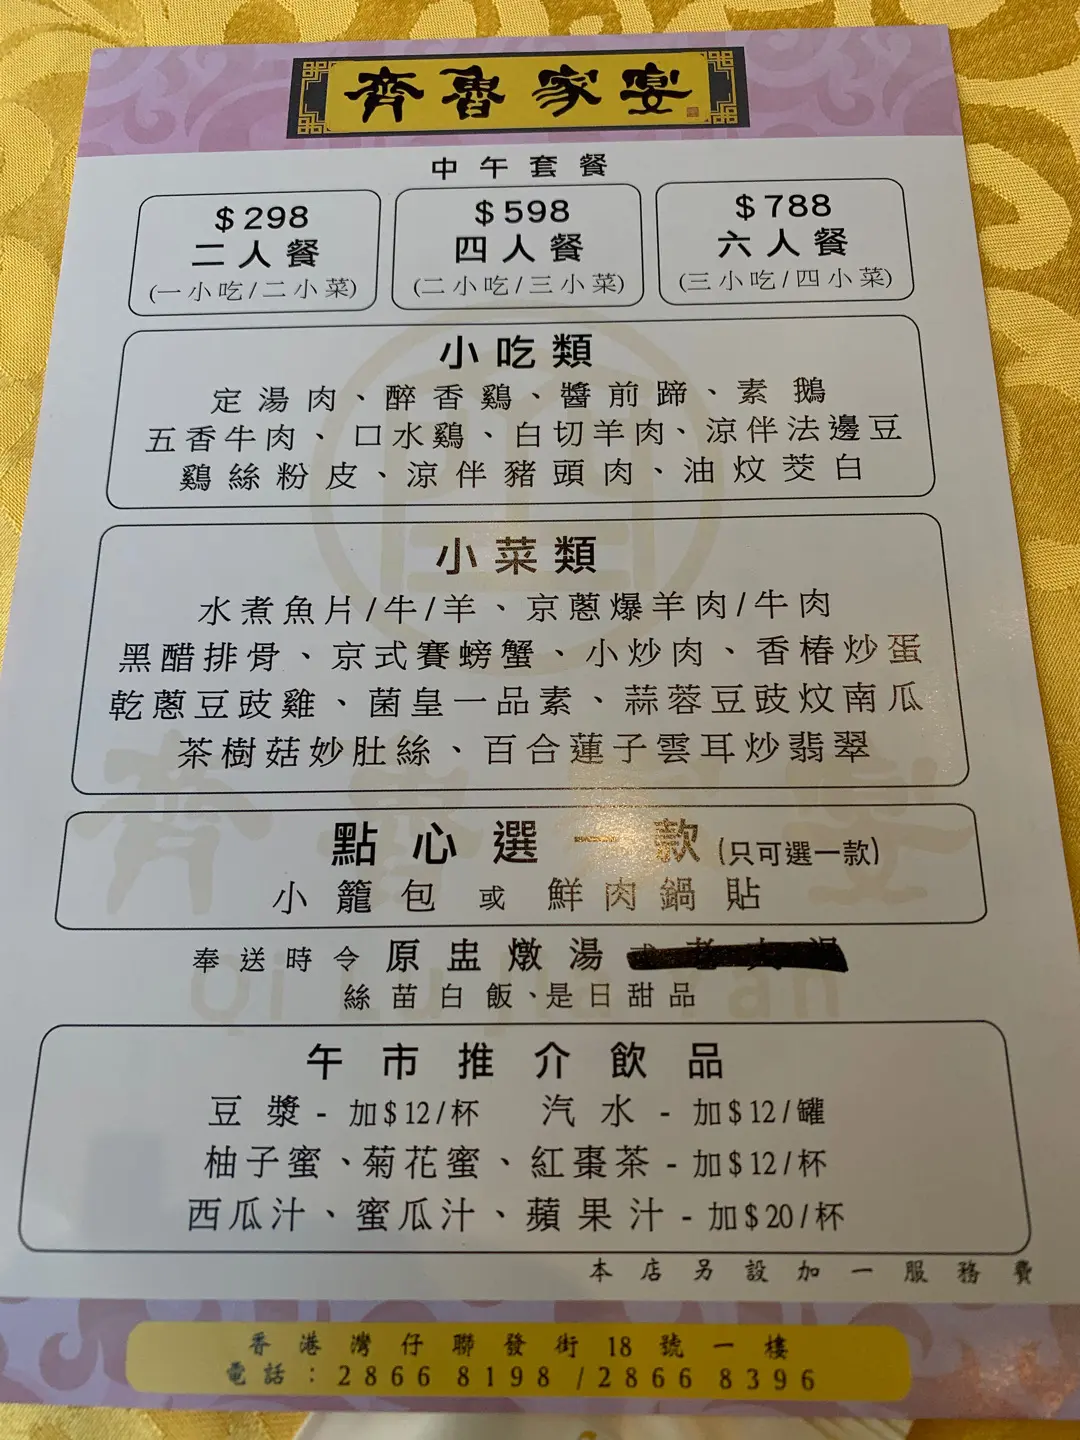 齊魯家宴
中午套餐
$298
二人餐
(一小吃/二小菜)
$598
四人餐
(二小吃/三小菜)
$788
六人餐
(三小吃/四小菜)
小吃類
定湯肉、醉香鷄、醬前蹄、素鵝
五香牛肉、口水鷄、白切羊肉、涼伴法邊豆
鷄絲粉皮、涼伴豬頭肉、油炆茭白
小菜類
水煮魚片/牛/羊、京蔥爆羊肉/牛肉
黑醋排骨、京式賽螃蟹、小炒肉、香椿炒蛋
乾蔥豆豉雞、菌皇一品素、蒜蓉豆豉炆南瓜
茶樹菇妙肚絲、百合蓮子雲耳炒翡翠
點心選一款(只可選一款)
小籠包或鮮肉鍋貼
奉送時令原盅燉湯
絲苗白飯、是日甜品
午市推介飲品
豆漿-加$12/杯 汽水-加$12/罐
柚子蜜、菊花蜜、紅棗茶-加$12/杯
西瓜汁、蜜瓜汁、蘋果汁-加$20/杯
本店另設加一服務費
香港灣仔聯發街18號一樓
電話：2866 8198 /2866 8396